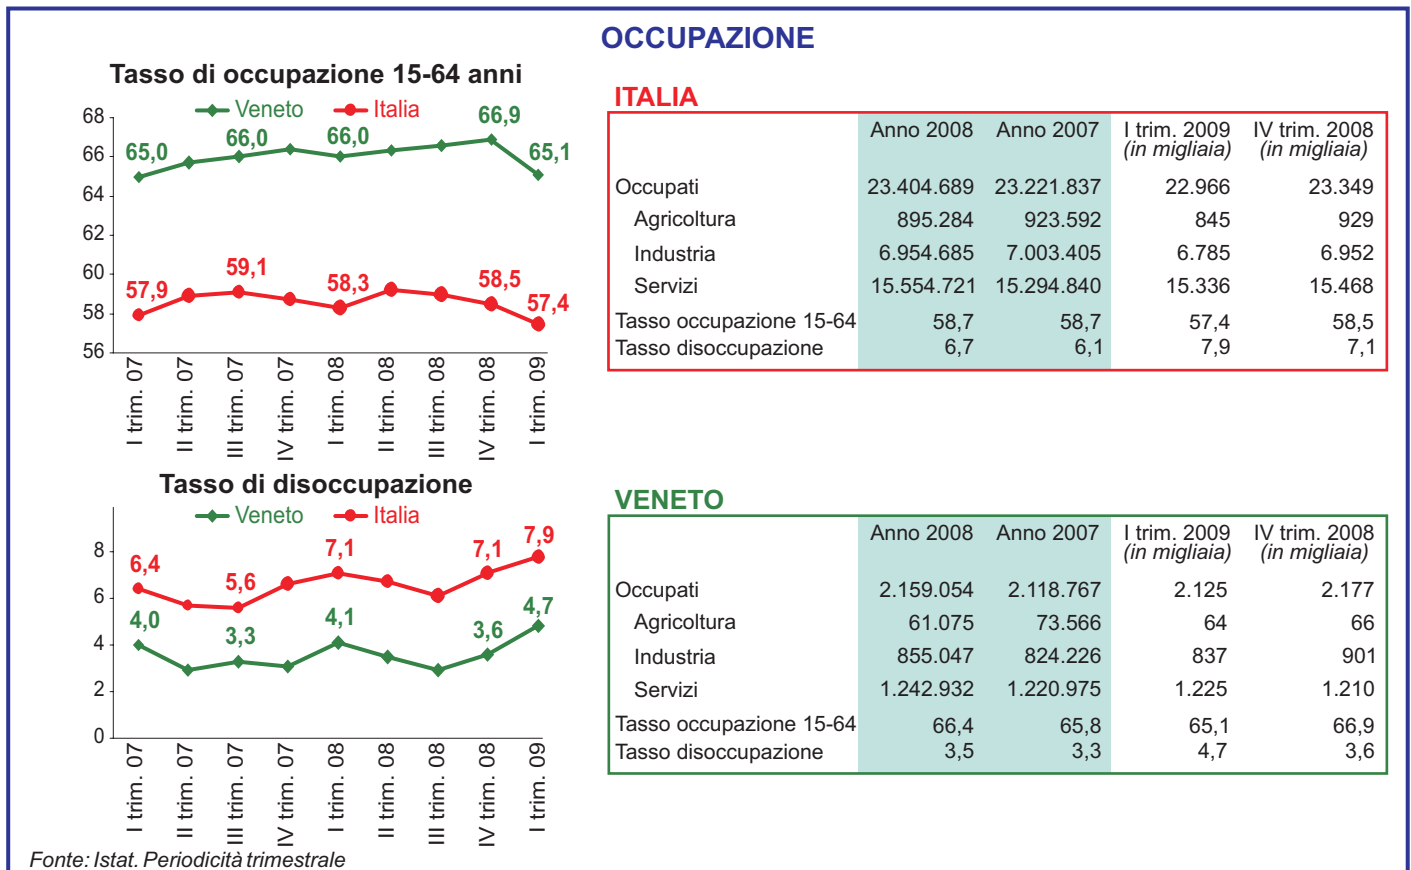 OCCUPAZIONE
Tasso di occupazione 15-64 anni
Veneto Italia
68
66
64
62
60
58
56
65,0 66,0 66,0 66,9 65,1
57,9 59,1 58,3 58,5 57,4
I trim. 07
II trim. 07
III trim. 07
IV trim. 07
I trim. 08
II trim. 08
III trim. 08
IV trim. 08
I trim. 09
ITALIA
Anno 2008 Anno 2007 I trim. 2009 IV trim. 2008
(in migliaia) (in migliaia)
Occupati 23.404.689 23.221.837 22.966 23.349
Agricoltura 895.284 923.592 845 929
Industria 6.954.685 7.003.405 6.785 6.952
Servizi 15.554.721 15.294.840 15.336 15.468
Tasso occupazione 15-64 58,7 58,7 57,4 58,5
Tasso disoccupazione 6,7 6,1 7,9 7,1
Tasso di disoccupazione
Veneto Italia
8
6
4
2
0
6,4 5,6 7,1 7,1 7,9
4,0 3,3 4,1 3,6 4,7
I trim. 07
II trim. 07
III trim. 07
IV trim. 07
I trim. 08
II trim. 08
III trim. 08
IV trim. 08
I trim. 09
VENETO
Anno 2008 Anno 2007 I trim. 2009 IV trim. 2008
(in migliaia) (in migliaia)
Occupati 2.159.054 2.118.767 2.125 2.177
Agricoltura 61.075 73.566 64 66
Industria 855.047 824.226 837 901
Servizi 1.242.932 1.220.975 1.225 1.210
Tasso occupazione 15-64 66,4 65,8 65,1 66,9
Tasso disoccupazione 3,5 3,3 4,7 3,6
Fonte: Istat. Periodicità trimestrale